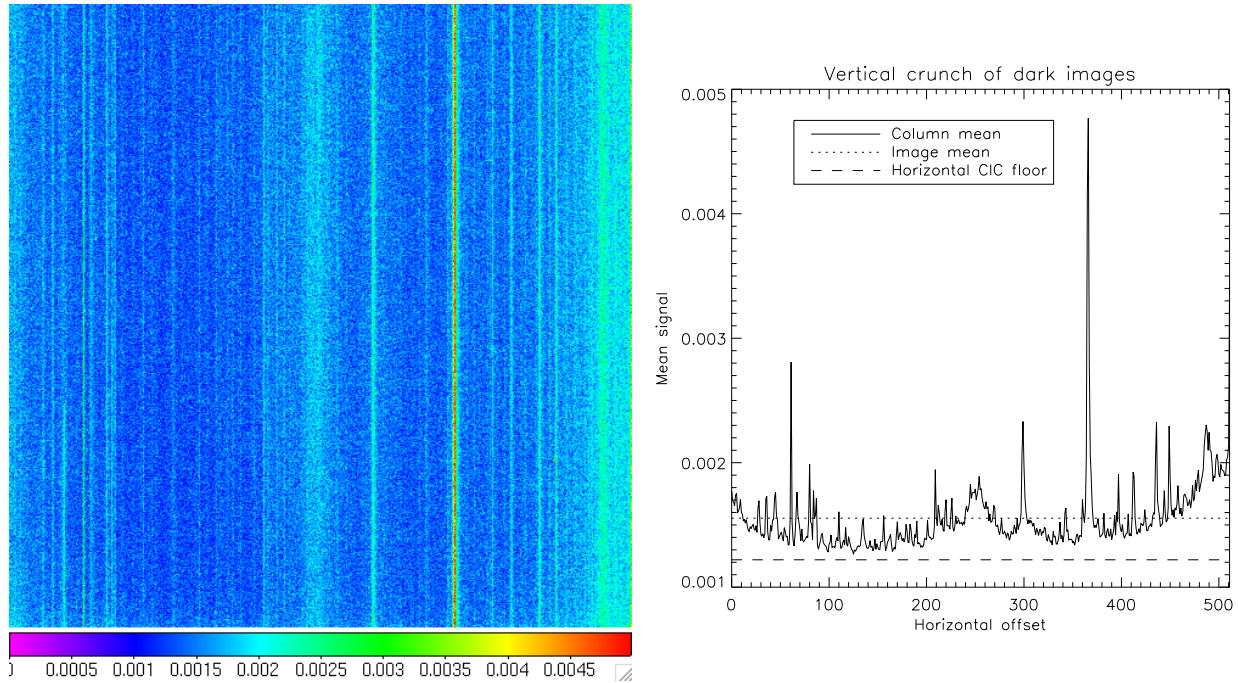 0.0005 0.001 0.0015 0.002 0.0025 0.003 0.0035 0.004 0.0045
Vertical crunch of dark images
Column mean
Image mean
Horizontal CIC floor
0.005
0.004
0.003
0.002
0.001
Mean signal
0 100 200 300 400 500
Horizontal offset